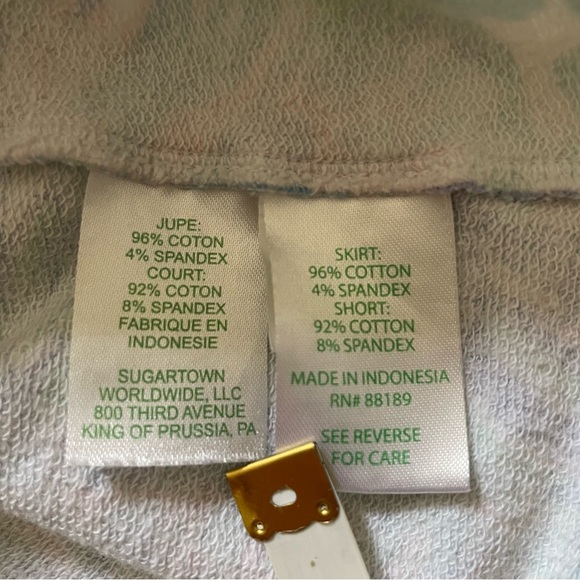 JUPE:
96% COTON
4% SPANDEX
COURT:
92% COTON
8% SPANDEX
FABRIQUE EN
INDONESIE
SUGARTOWN
WORLDWIDE, LLC
800 THIRD AVENUE
KING OF PRUSSIA, PA
SKIRT:
96% COTTON
4% SPANDEX
SHORT:
92% COTTON
8% SPANDEX
MADE IN INDONESIA
RN# 88189
SEE REVERSE
FOR CARE